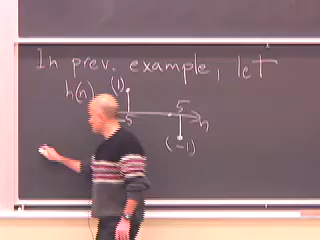 In prev. example, let
h(n) (1)
5 5 n
(-1)